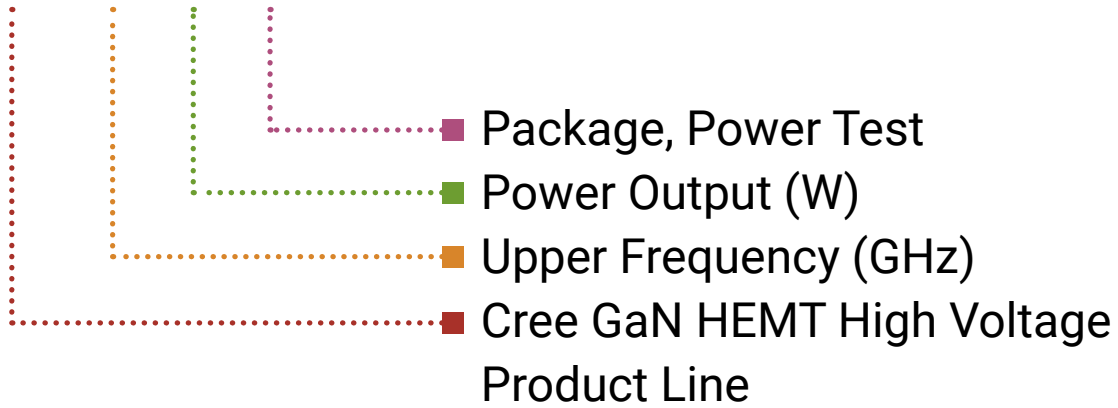 Package, Power Test
Power Output (W)
Upper Frequency (GHz)
Cree GaN HEMT High Voltage
Product Line